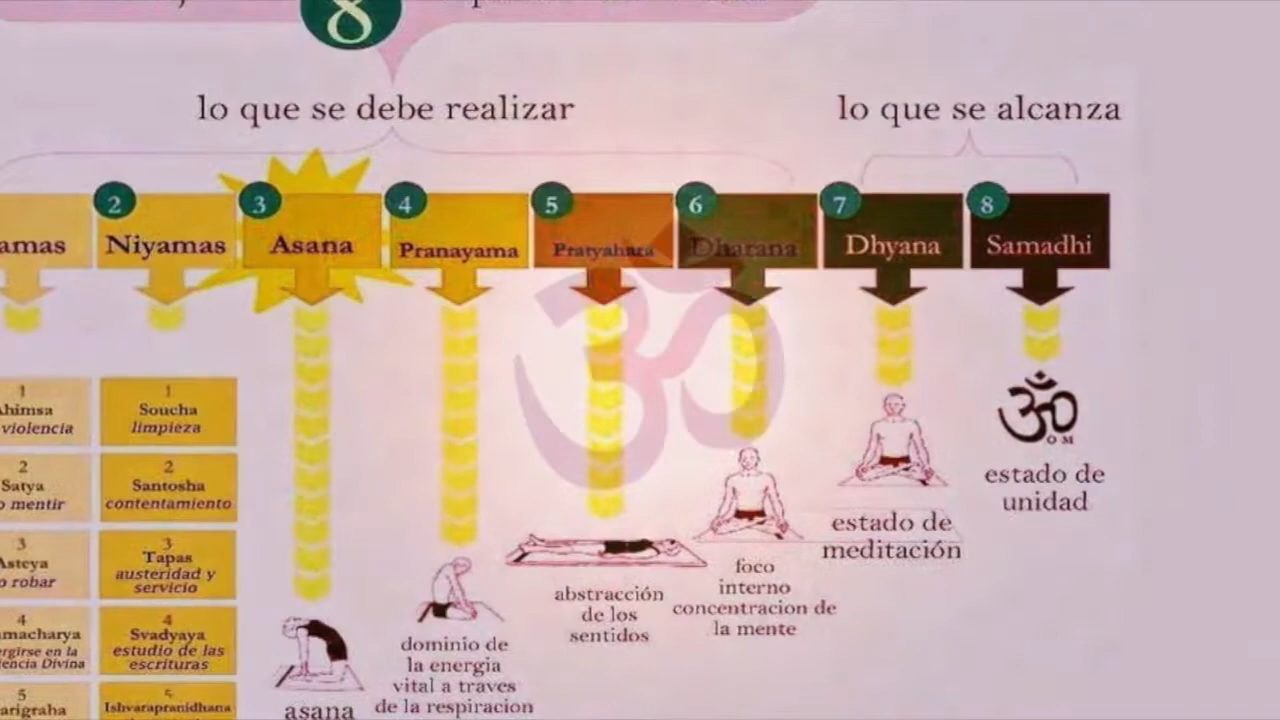 8
lo que se debe realizar
lo que se alcanza
amas
2
Niyamas
3
Asana
4
Pranayama
5
Pratyahara
6
Dharana
7
Dhyana
8
Samadhi
1
Ahimsa
violencia
2
Satya
o mentir
3
Asteya
o robar
4
macharya
ergirse en la
encia Divina
5
arigraha
1
Soucha
limpieza
2
Santosha
contentamiento
3
Tapas
austeridad y
servicio
4
Svadyaya
estudio de las
escrituras
5
Ishvarapranidhana
asana
dominio de
la energia
vital a traves
de la respiracion
abstracción
de los
sentidos
foco
interno
concentracion de
la mente
estado de
meditación
ॐ
OM
estado de
unidad